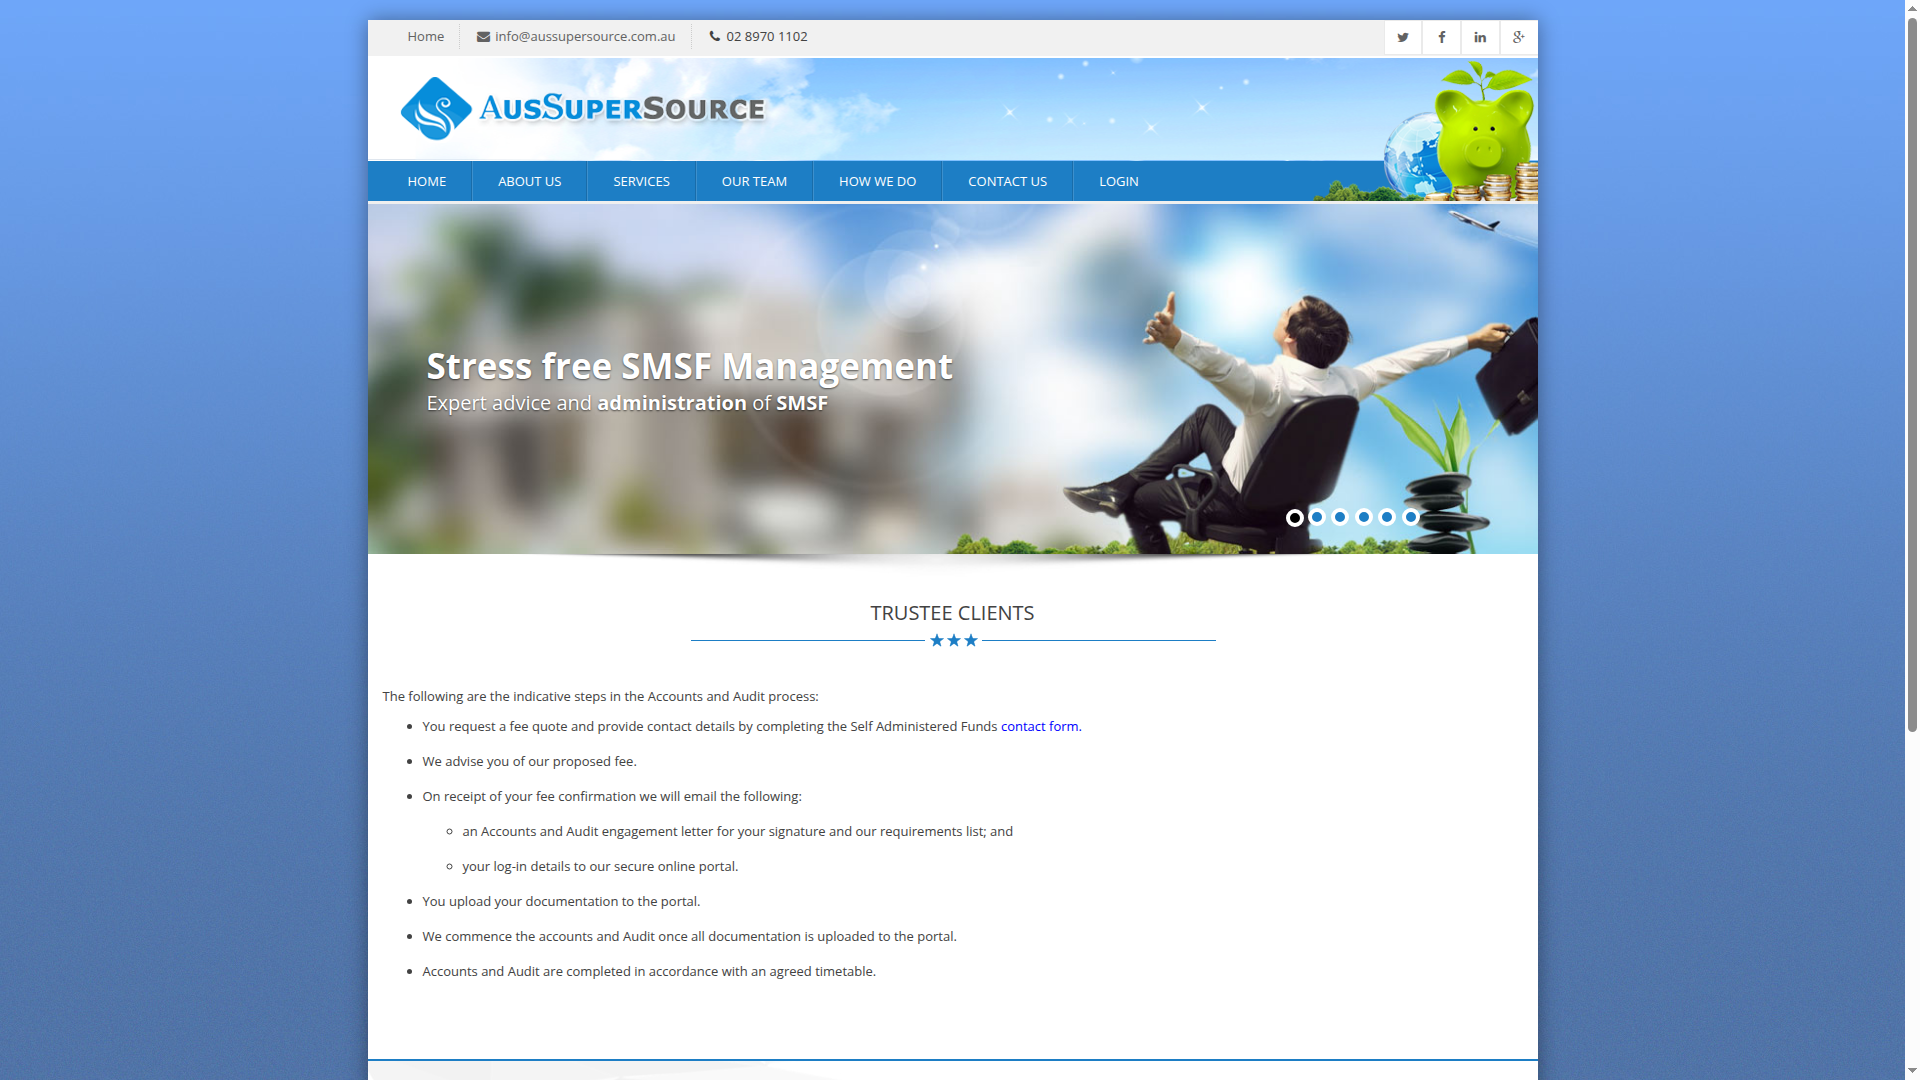 Home info@aussupersource.com.au 02 8970 1102
AusSuperSource
HOME ABOUT US SERVICES OUR TEAM HOW WE DO CONTACT US LOGIN
Stress free SMSF Management
Expert advice and administration of SMSF
TRUSTEE CLIENTS
The following are the indicative steps in the Accounts and Audit process:
You request a fee quote and provide contact details by completing the Self Administered Funds contact form.
We advise you of our proposed fee.
On receipt of your fee confirmation we will email the following:
an Accounts and Audit engagement letter for your signature and our requirements list; and
your log-in details to our secure online portal.
You upload your documentation to the portal.
We commence the accounts and Audit once all documentation is uploaded to the portal.
Accounts and Audit are completed in accordance with an agreed timetable.